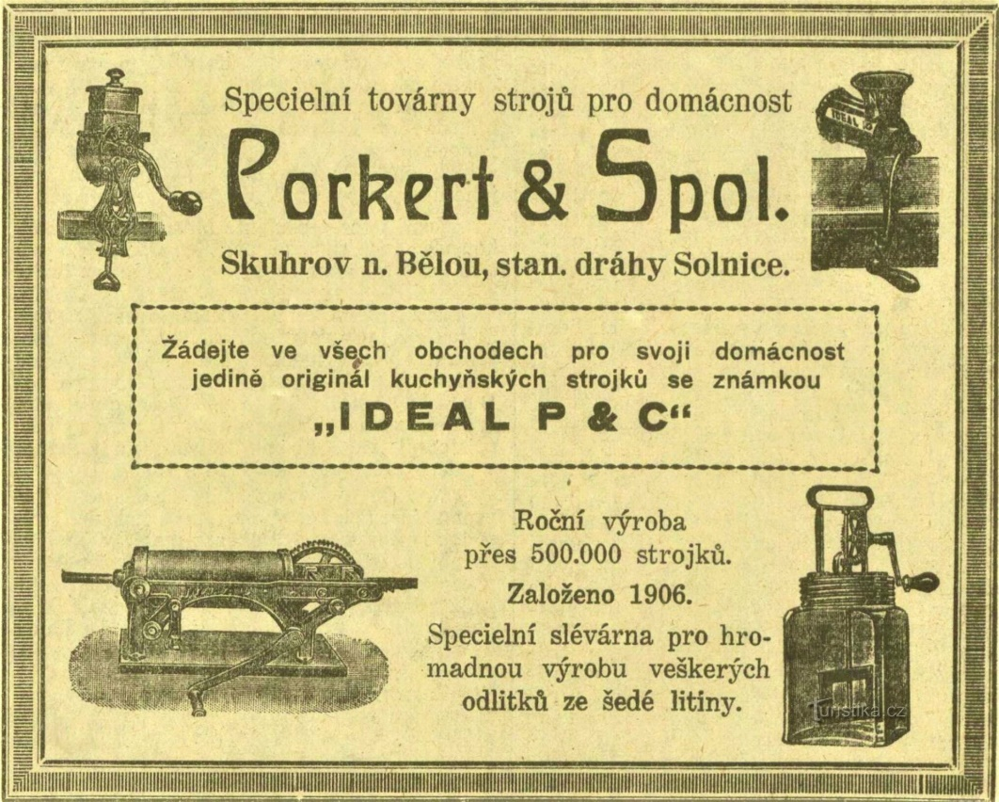 Specielní továrny strojů pro domácnost
Porkert & Spol.
Skuhrov n. Bělou, stan. dráhy Solnice.
IDEAL
Žádejte ve všech obchodech pro svoji domácnost
jedině originál kuchyňských strojků se známkou
„IDEAL P & C“
Roční výroba
přes 500.000 strojků.
Založeno 1906.
Specielní slévárna pro hro-
madnou výrobu veškerých
odlitků ze šedé litiny.
Turistika.cz